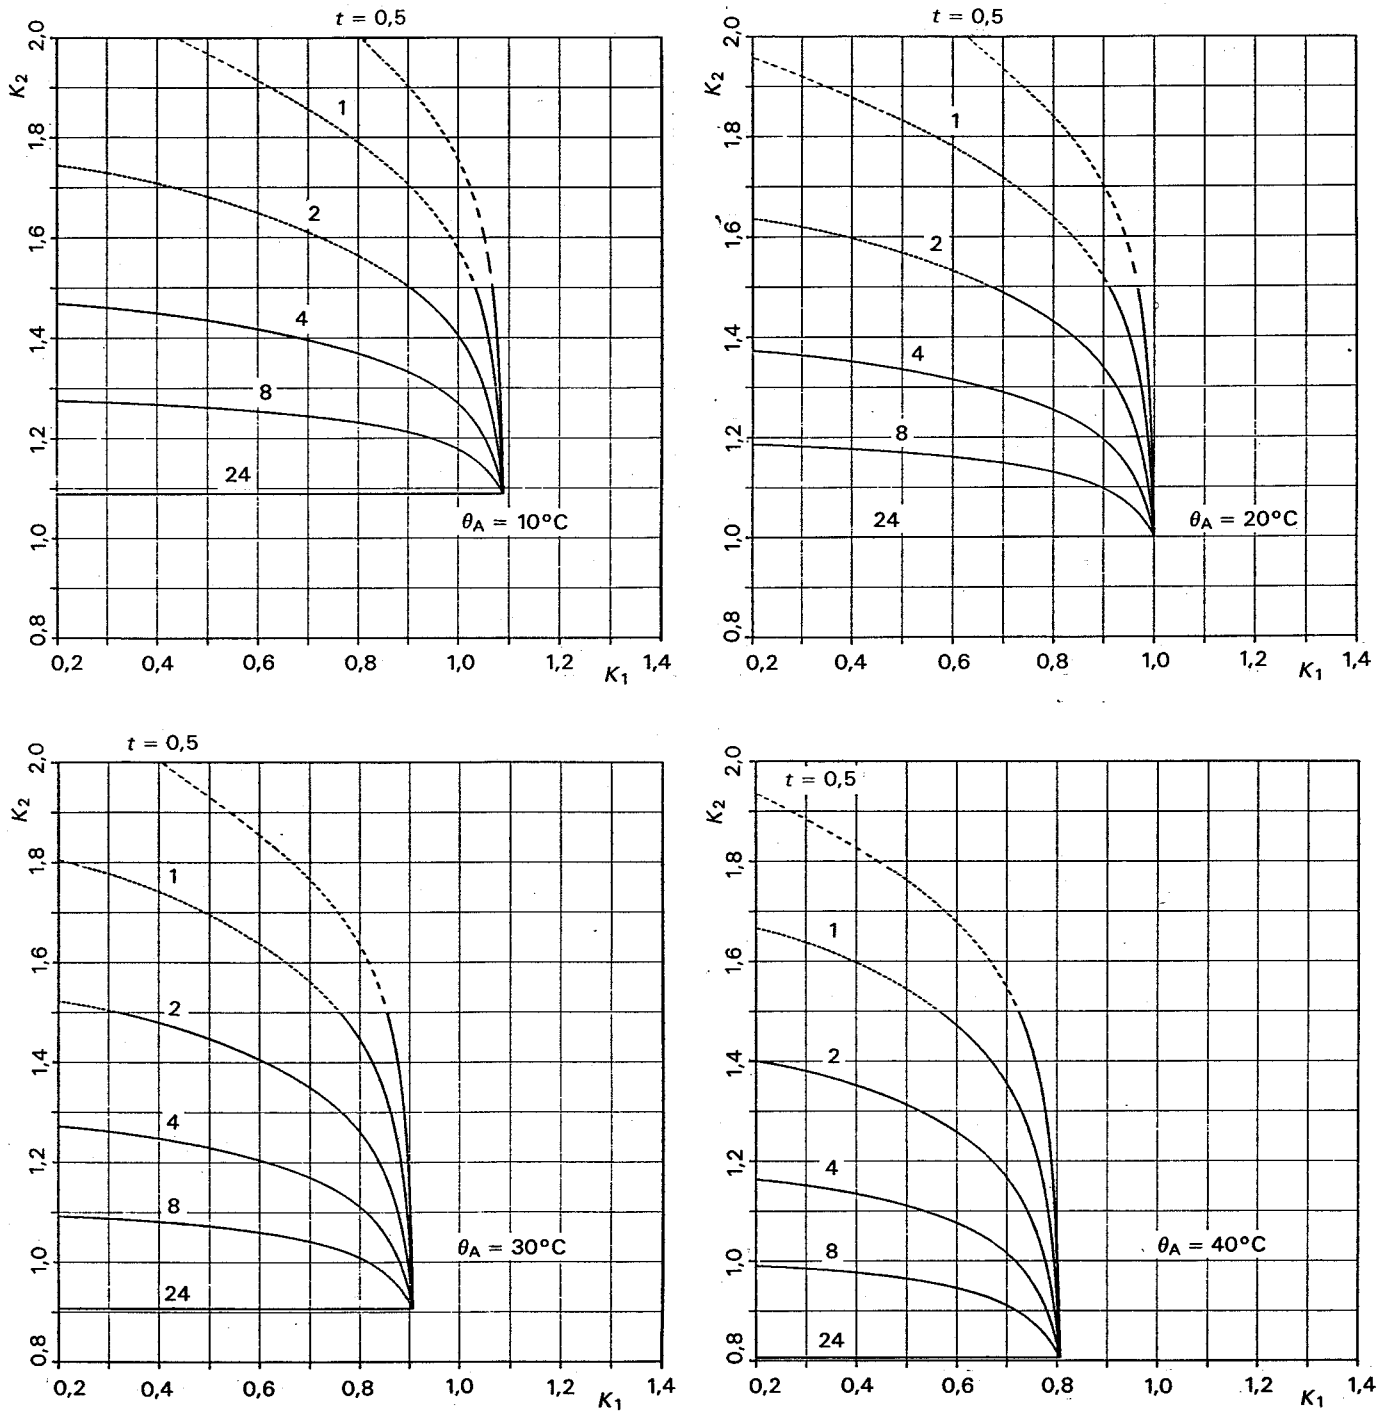 t = 0,5
K2
2,0
1,8
1,6
1,4
1,2
1,0
0,8
1
2
4
8
24
θA = 10°C
0,2 0,4 0,6 0,8 1,0 1,2 1,4
K1
t = 0,5
K2
2,0
1,8
1,6
1,4
1,2
1,0
0,8
1
2
4
8
24
θA = 20°C
0,2 0,4 0,6 0,8 1,0 1,2 1,4
K1
t = 0,5
K2
2,0
1,8
1,6
1,4
1,2
1,0
0,8
1
2
4
8
24
θA = 30°C
0,2 0,4 0,6 0,8 1,0 1,2 1,4
K1
t = 0,5
K2
2,0
1,8
1,6
1,4
1,2
1,0
0,8
1
2
4
8
24
θA = 40°C
0,2 0,4 0,6 0,8 1,0 1,2 1,4
K1